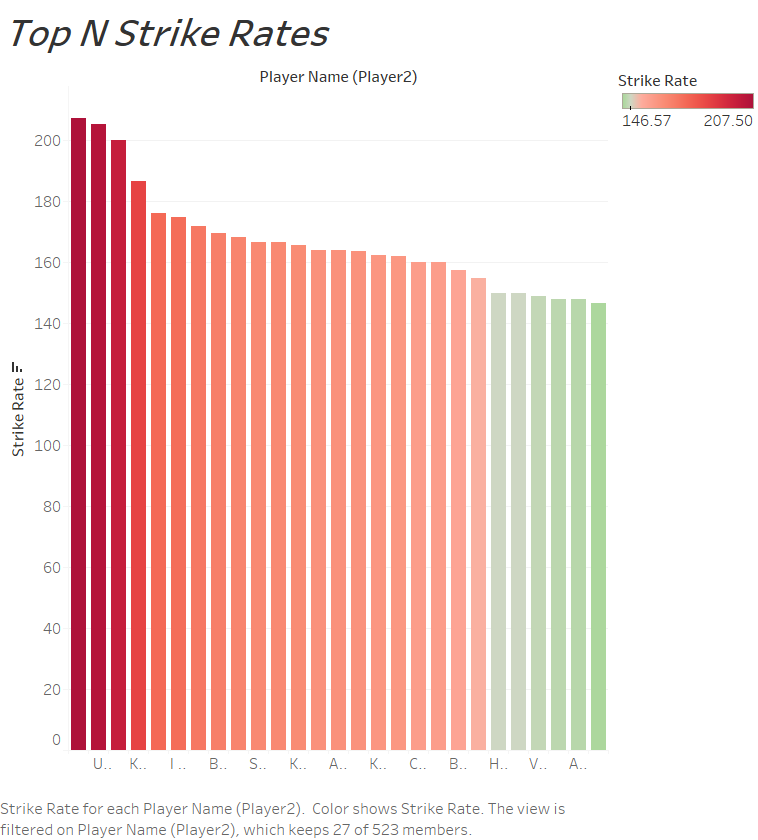 Top N Strike Rates
Player Name (Player2)
Strike Rate
146.57 207.50
Strike Rate
200
180
160
140
120
100
80
60
40
20
0
U.. K.. I .. B.. S.. K.. A.. K.. C.. B.. H.. V.. A..
Strike Rate for each Player Name (Player2). Color shows Strike Rate. The view is
filtered on Player Name (Player2), which keeps 27 of 523 members.